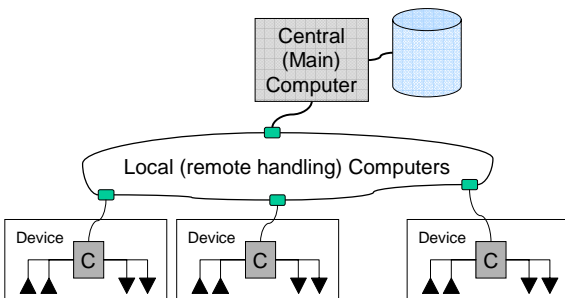 Central
(Main)
Computer
Local (remote handling) Computers
Device
C
Device
C
Device
C